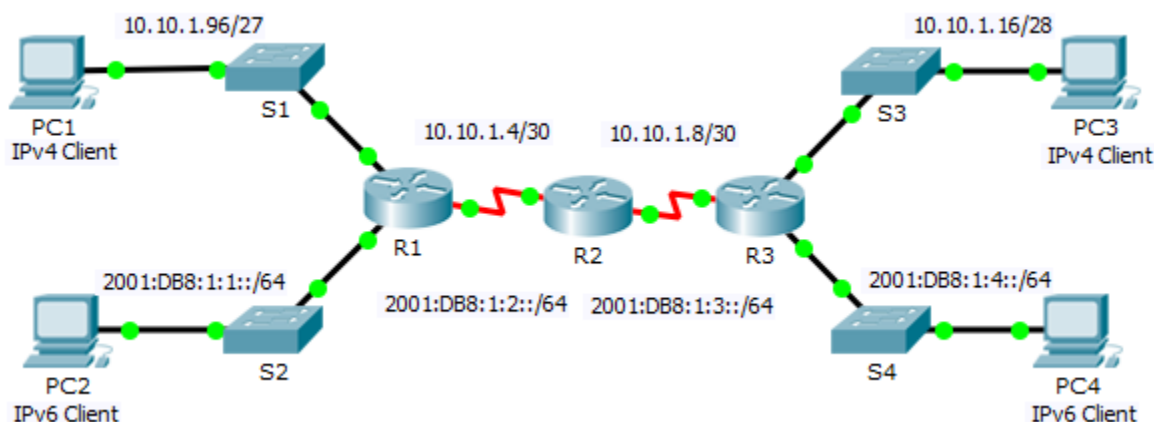 10.10.1.96/27
10.10.1.16/28
S1
S3
PC1
IPv4 Client
PC3
IPv4 Client
10.10.1.4/30
10.10.1.8/30
R1
R2
R3
2001:DB8:1:1::/64
2001:DB8:1:2::/64
2001:DB8:1:3::/64
2001:DB8:1:4::/64
S2
S4
PC2
IPv6 Client
PC4
IPv6 Client